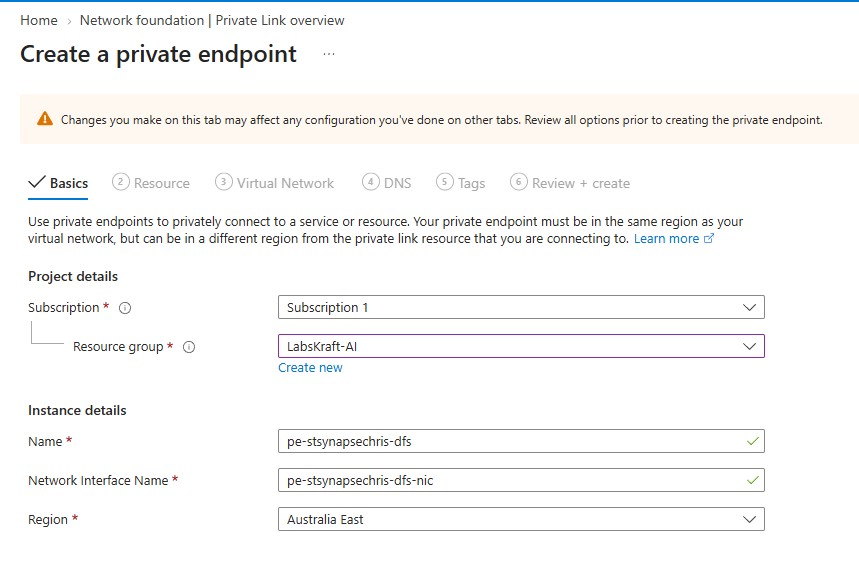 Home › Network foundation | Private Link overview
Create a private endpoint ...
Changes you make on this tab may affect any configuration you've done on other tabs. Review all options prior to creating the private endpoint.
Basics 2 Resource 3 Virtual Network 4 DNS 5 Tags 6 Review + create
Use private endpoints to privately connect to a service or resource. Your private endpoint must be in the same region as your
virtual network, but can be in a different region from the private link resource that you are connecting to. Learn more
Project details
Subscription * Subscription 1
Resource group * LabsKraft-AI
Create new
Instance details
Name * pe-stsynapsechris-dfs
Network Interface Name * pe-stsynapsechris-dfs-nic
Region * Australia East